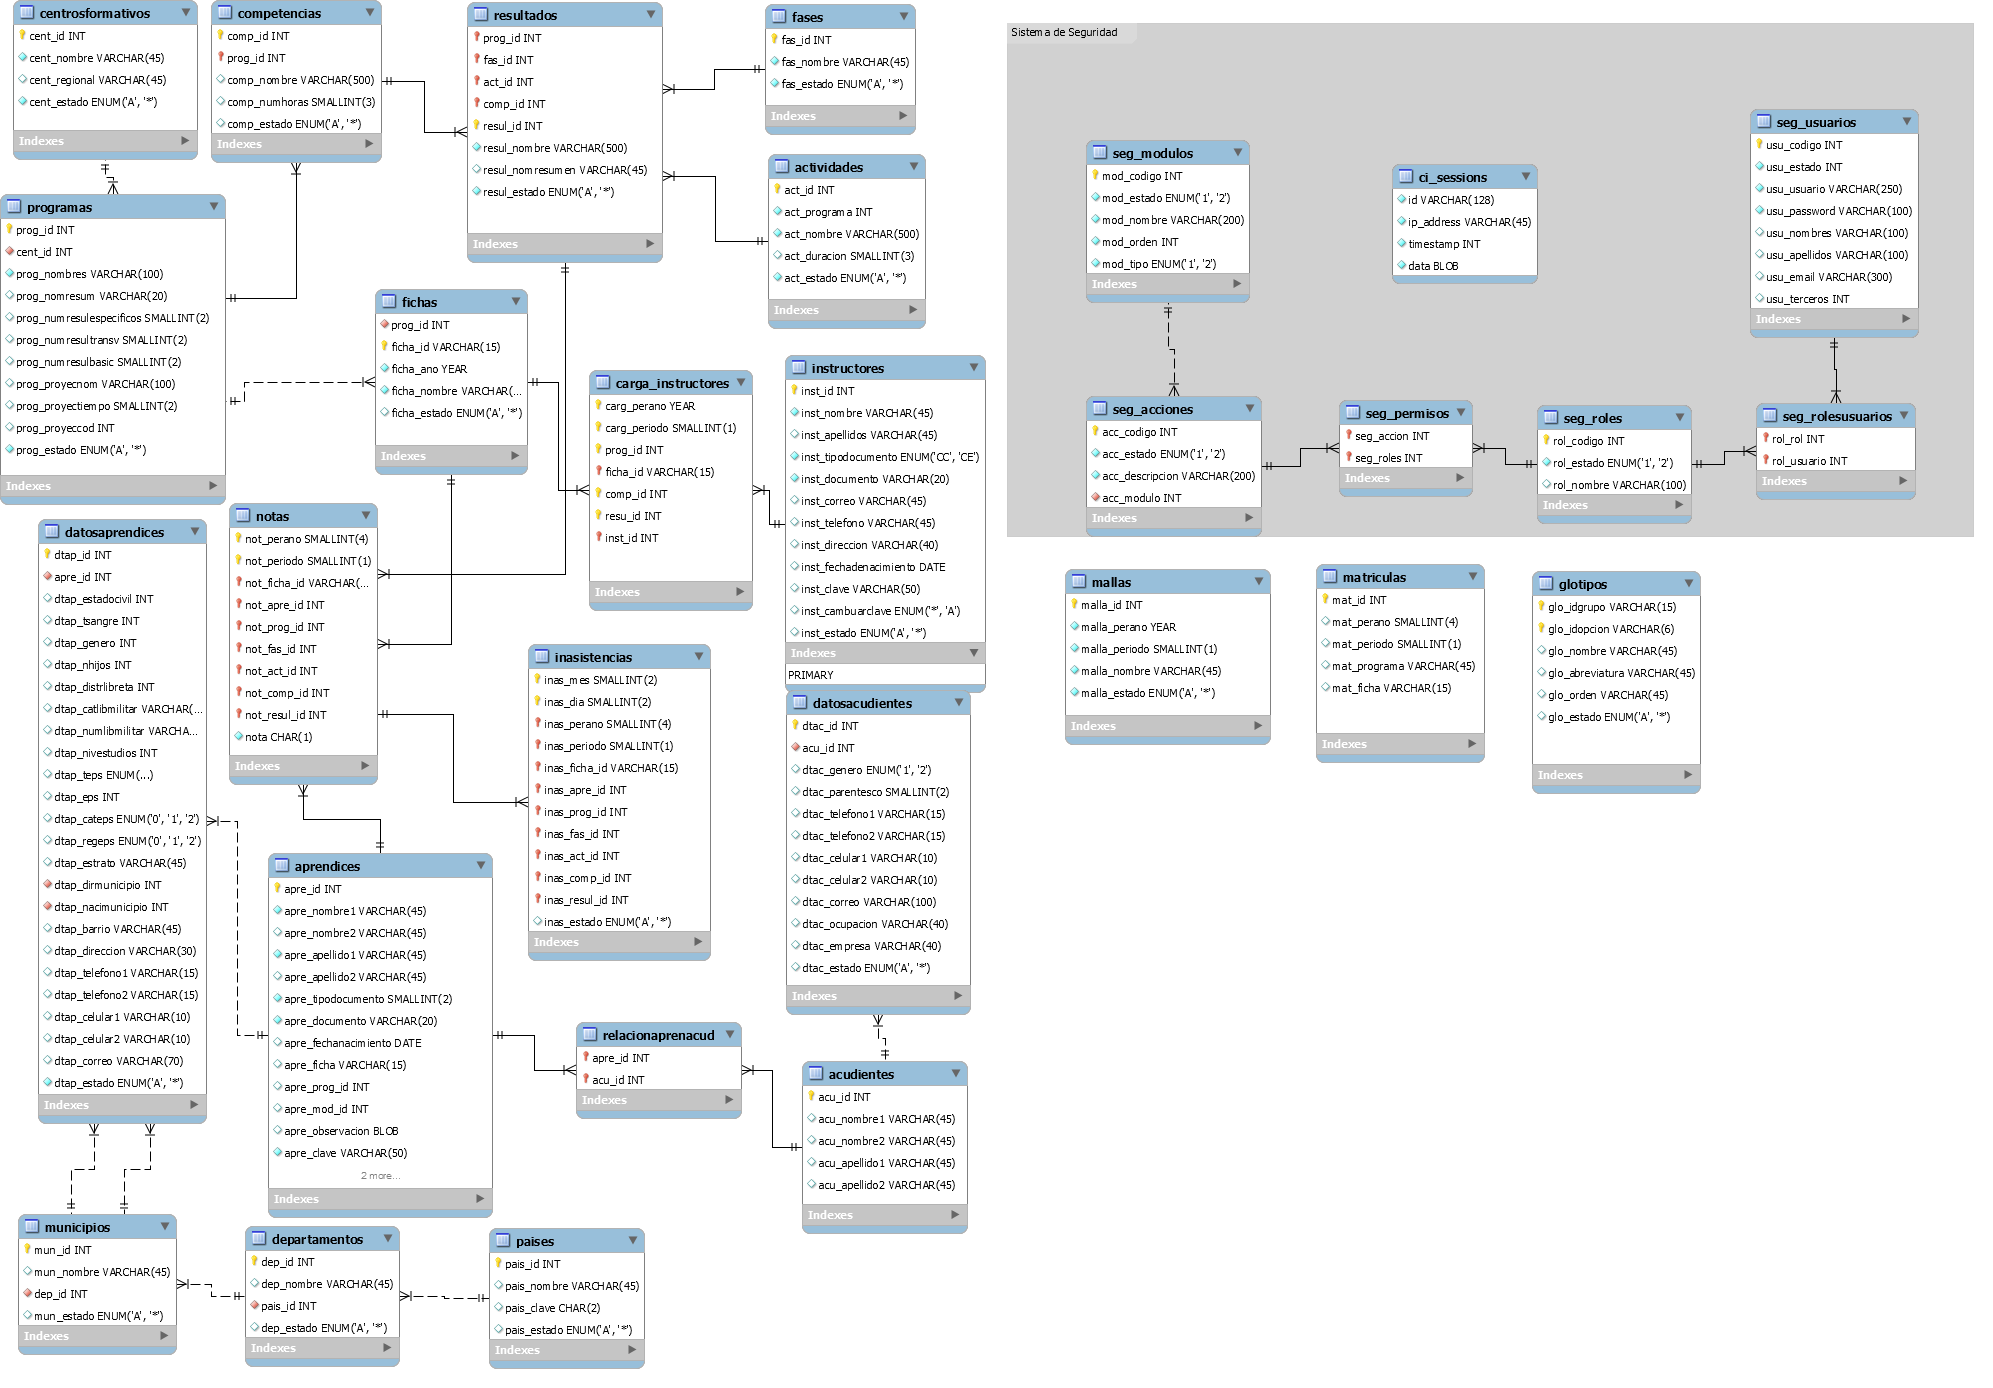 centrosformativos
cent_id INT
cent_nombre VARCHAR(45)
cent_regional VARCHAR(45)
cent_estado ENUM('A', '*')
Indexes
competencias
comp_id INT
prog_id INT
comp_nombre VARCHAR(500)
comp_numhoras SMALLINT(3)
comp_estado ENUM('A', '*')
Indexes
resultados
prog_id INT
fas_id INT
act_id INT
comp_id INT
resul_id INT
resul_nombre VARCHAR(500)
resul_nomresumen VARCHAR(45)
resul_estado ENUM('A', '*')
Indexes
fases
fas_id INT
fas_nombre VARCHAR(45)
fas_estado ENUM('A', '*')
Indexes
actividades
act_id INT
act_programa INT
act_nombre VARCHAR(500)
act_duracion SMALLINT(3)
act_estado ENUM('A', '*')
Indexes
programas
prog_id INT
cent_id INT
prog_nombres VARCHAR(100)
prog_nomresum VARCHAR(20)
prog_numresulespecificos SMALLINT(2)
prog_numresultransv SMALLINT(2)
prog_numresulbasic SMALLINT(2)
prog_proyecnom VARCHAR(100)
prog_proyectiempo SMALLINT(2)
prog_proyeccod INT
prog_estado ENUM('A', '*')
Indexes
fichas
prog_id INT
ficha_id VARCHAR(15)
ficha_ano YEAR
ficha_nombre VARCHAR(...
ficha_estado ENUM('A', '*')
Indexes
carga_instructores
carg_perano YEAR
carg_periodo SMALLINT(1)
prog_id INT
ficha_id VARCHAR(15)
comp_id INT
resu_id INT
inst_id INT
Indexes
instructores
inst_id INT
inst_nombre VARCHAR(45)
inst_apellidos VARCHAR(45)
inst_tipodocumento ENUM('CC', 'CE')
inst_documento VARCHAR(20)
inst_correo VARCHAR(45)
inst_telefono VARCHAR(45)
inst_direccion VARCHAR(40)
inst_fechadenacimiento DATE
inst_clave VARCHAR(50)
inst_cambuarclave ENUM('*', 'A')
inst_estado ENUM('A', '*')
Indexes
PRIMARY
datosaprendices
dtap_id INT
apre_id INT
dtap_estadocivil INT
dtap_tsangre INT
dtap_genero INT
dtap_nhijos INT
dtap_distrlibreta INT
dtap_catlibmilitar VARCHAR(...
dtap_numlibmilitar VARCHA...
dtap_nivestudios INT
dtap_teps ENUM(...)
dtap_eps INT
dtap_cateps ENUM('0', '1', '2')
dtap_regeps ENUM('0', '1', '2')
dtap_estrato VARCHAR(45)
dtap_dirmunicipio INT
dtap_nacimunicipio INT
dtap_barrio VARCHAR(45)
dtap_direccion VARCHAR(30)
dtap_telefono1 VARCHAR(15)
dtap_telefono2 VARCHAR(15)
dtap_celular1 VARCHAR(10)
dtap_celular2 VARCHAR(10)
dtap_correo VARCHAR(70)
dtap_estado ENUM('A', '*')
Indexes
notas
not_perano SMALLINT(4)
not_periodo SMALLINT(1)
not_ficha_id VARCHAR(...
not_apre_id INT
not_prog_id INT
not_fas_id INT
not_act_id INT
not_comp_id INT
not_resul_id INT
nota CHAR(1)
Indexes
inasistencias
inas_mes SMALLINT(2)
inas_dia SMALLINT(2)
inas_perano SMALLINT(4)
inas_periodo SMALLINT(1)
inas_ficha_id VARCHAR(15)
inas_apre_id INT
inas_prog_id INT
inas_fas_id INT
inas_act_id INT
inas_comp_id INT
inas_resul_id INT
inas_estado ENUM('A', '*')
Indexes
datosacudientes
dtac_id INT
acu_id INT
dtac_genero ENUM('1', '2')
dtac_parentesco SMALLINT(2)
dtac_telefono1 VARCHAR(15)
dtac_telefono2 VARCHAR(15)
dtac_celular1 VARCHAR(10)
dtac_celular2 VARCHAR(10)
dtac_correo VARCHAR(100)
dtac_ocupacion VARCHAR(40)
dtac_empresa VARCHAR(40)
dtac_estado ENUM('A', '*')
Indexes
aprendices
apre_id INT
apre_nombre1 VARCHAR(45)
apre_nombre2 VARCHAR(45)
apre_apellido1 VARCHAR(45)
apre_apellido2 VARCHAR(45)
apre_tipodocumento SMALLINT(2)
apre_documento VARCHAR(20)
apre_fechanacimiento DATE
apre_ficha VARCHAR(15)
apre_prog_id INT
apre_mod_id INT
apre_observacion BLOB
apre_clave VARCHAR(50)
2 more...
Indexes
relacionaprenacud
apre_id INT
acu_id INT
Indexes
acudientes
acu_id INT
acu_nombre1 VARCHAR(45)
acu_nombre2 VARCHAR(45)
acu_apellido1 VARCHAR(45)
acu_apellido2 VARCHAR(45)
Indexes
municipios
mun_id INT
mun_nombre VARCHAR(45)
dep_id INT
mun_estado ENUM('A', '*')
Indexes
departamentos
dep_id INT
dep_nombre VARCHAR(45)
pais_id INT
dep_estado ENUM('A', '*')
Indexes
paises
pais_id INT
pais_nombre VARCHAR(45)
pais_clave CHAR(2)
pais_estado ENUM('A', '*')
Indexes
Sistema de Seguridad
seg_modulos
mod_codigo INT
mod_estado ENUM('1', '2')
mod_nombre VARCHAR(200)
mod_orden INT
mod_tipo ENUM('1', '2')
Indexes
ci_sessions
id VARCHAR(128)
ip_address VARCHAR(45)
timestamp INT
data BLOB
seg_usuarios
usu_codigo INT
usu_estado INT
usu_usuario VARCHAR(250)
usu_password VARCHAR(100)
usu_nombres VARCHAR(100)
usu_apellidos VARCHAR(100)
usu_email VARCHAR(300)
usu_terceros INT
Indexes
seg_acciones
acc_codigo INT
acc_estado ENUM('1', '2')
acc_descripcion VARCHAR(200)
acc_modulo INT
Indexes
seg_permisos
seg_accion INT
seg_roles INT
Indexes
seg_roles
rol_codigo INT
rol_estado ENUM('1', '2')
rol_nombre VARCHAR(100)
Indexes
seg_rolesusuarios
rol_rol INT
rol_usuario INT
Indexes
mallas
malla_id INT
malla_perano YEAR
malla_periodo SMALLINT(1)
malla_nombre VARCHAR(45)
malla_estado ENUM('A', '*')
Indexes
matriculas
mat_id INT
mat_perano SMALLINT(4)
mat_periodo SMALLINT(1)
mat_programa VARCHAR(45)
mat_ficha VARCHAR(15)
Indexes
glotipos
glo_idgrupo VARCHAR(15)
glo_idopcion VARCHAR(6)
glo_nombre VARCHAR(45)
glo_abreviatura VARCHAR(45)
glo_orden VARCHAR(45)
glo_estado ENUM('A', '*')
Indexes